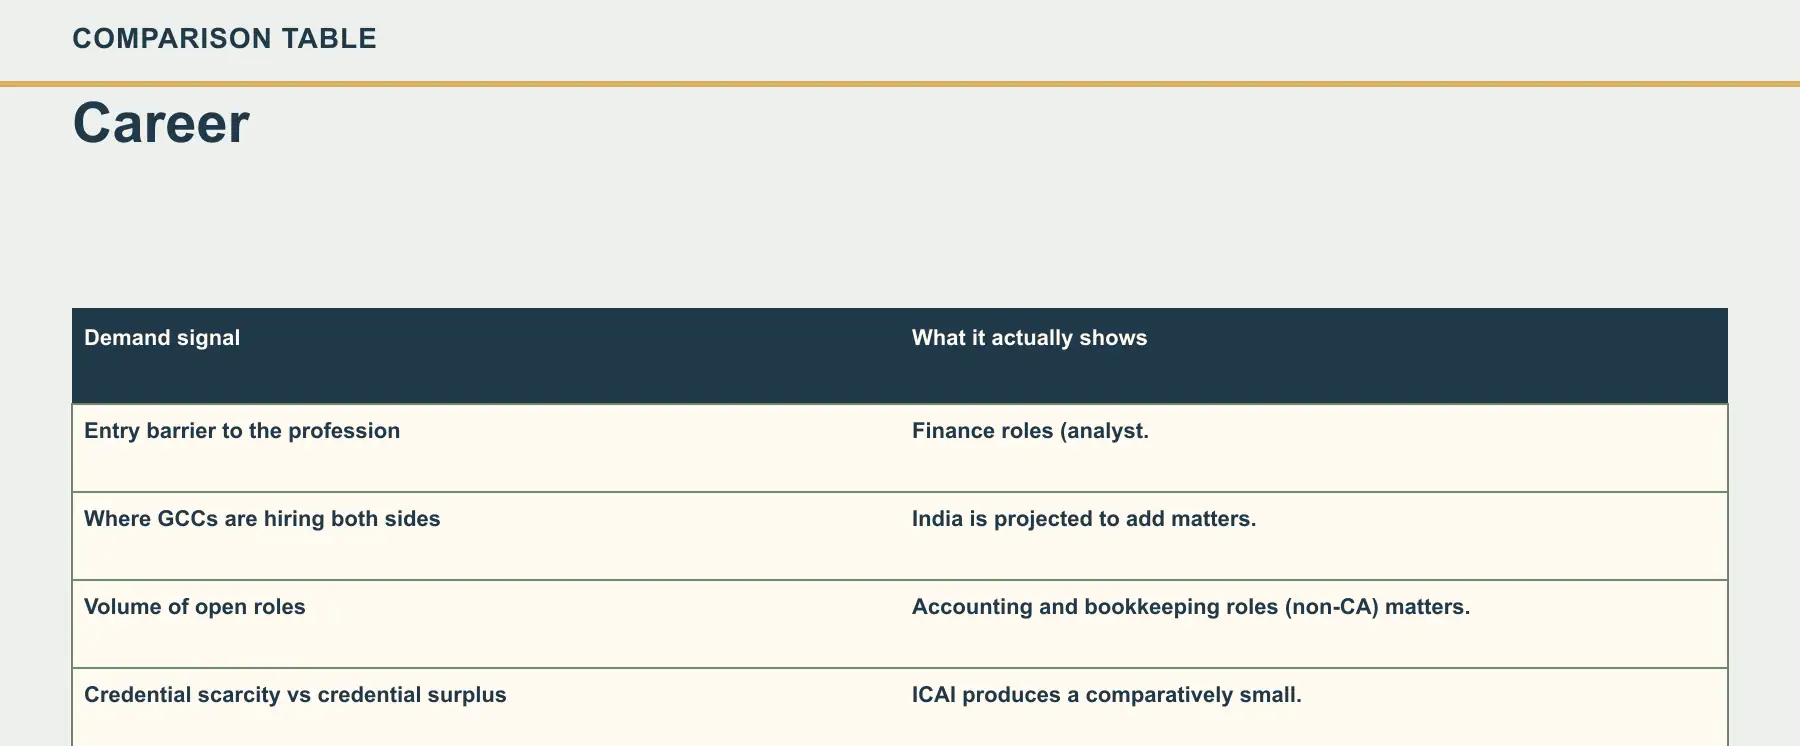 COMPARISON TABLE
Career
Demand signal What it actually shows
Entry barrier to the profession Finance roles (analyst.
Where GCCs are hiring both sides India is projected to add matters.
Volume of open roles Accounting and bookkeeping roles (non-CA) matters.
Credential scarcity vs credential surplus ICAI produces a comparatively small.